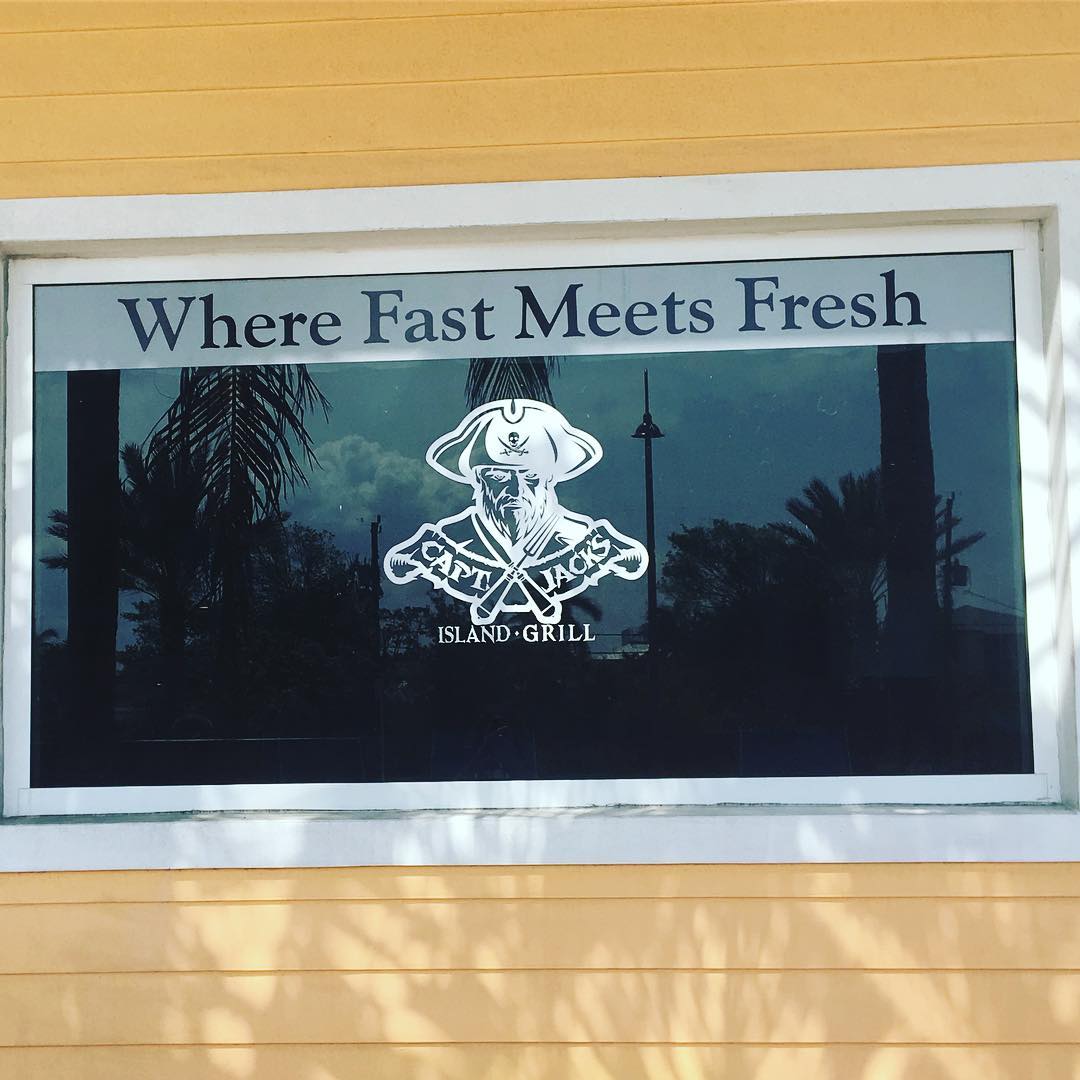 Where Fast Meets Fresh
CAPT. JACKS
ISLAND · GRILL